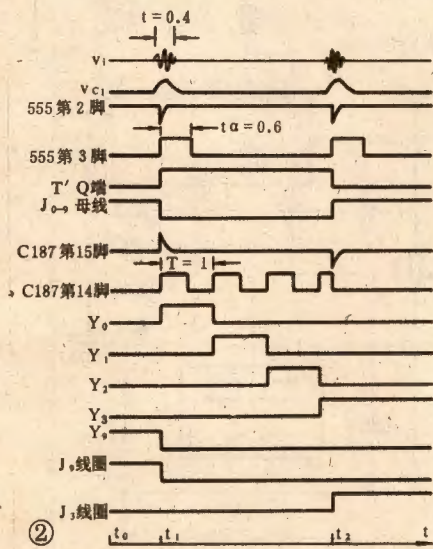 t=0.4
v₁
v c₁
555第2脚
tα=0.6
555第3脚
T′ Q端
J₀₋₉母线
C187第15脚
T=1
C187第14脚
Y₀
Y₁
Y₂
Y₃
Y₉
J₉线圈
J₃线圈
② t₀ t₁ t₂ t